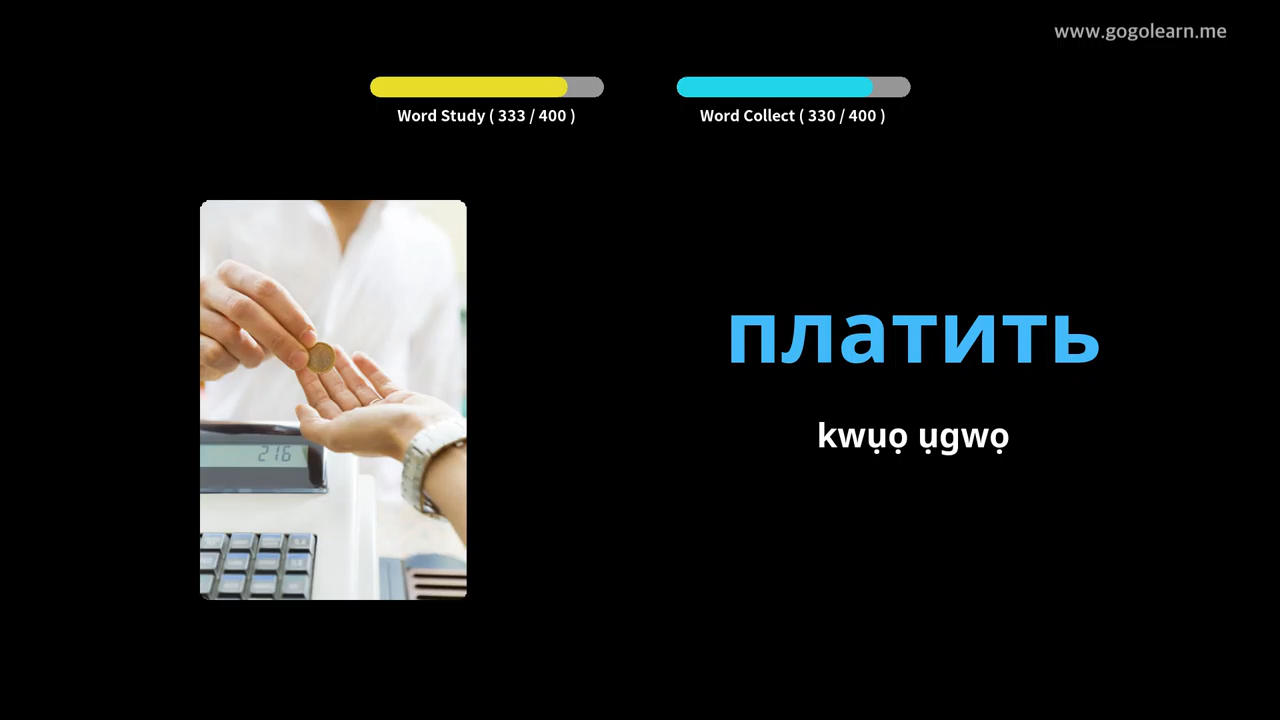 www.gogolearn.me
Word Study ( 333 / 400 )
Word Collect ( 330 / 400 )
платить
kwụọ ụgwọ
216